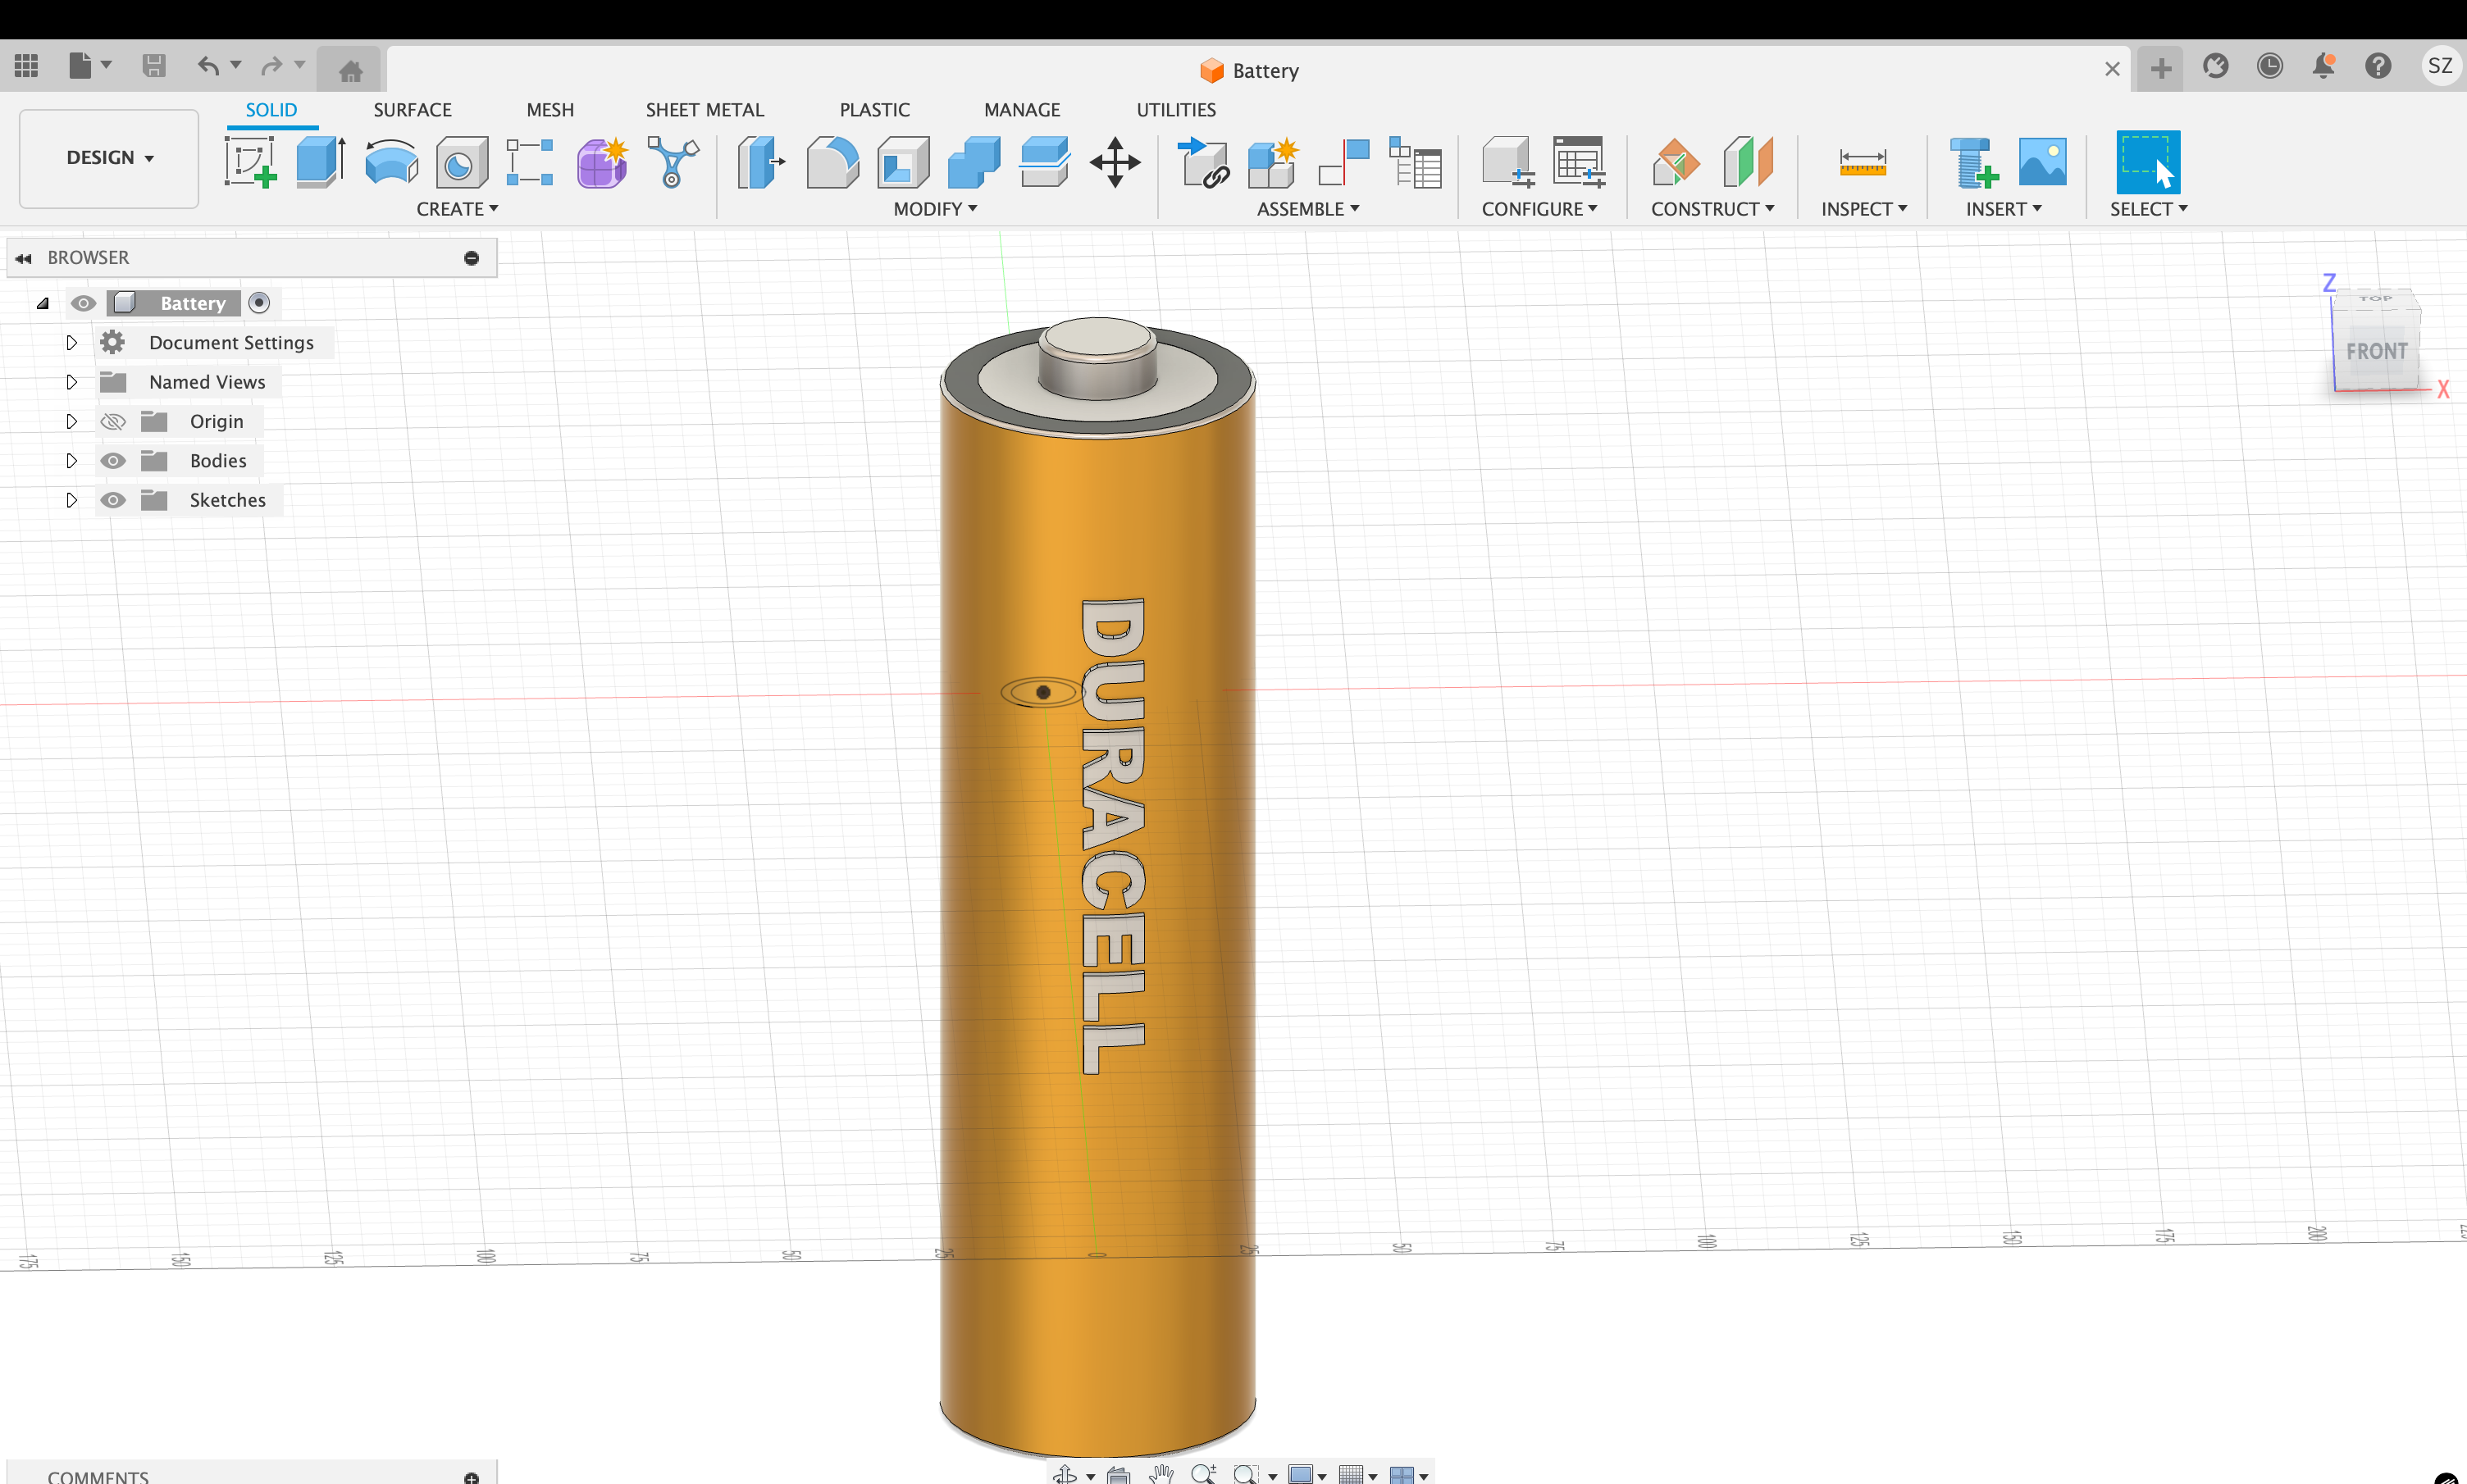 Battery
SZ
SOLID SURFACE MESH SHEET METAL PLASTIC MANAGE UTILITIES
DESIGN
CREATE MODIFY ASSEMBLE CONFIGURE CONSTRUCT INSPECT INSERT SELECT
BROWSER
Battery
Document Settings
Named Views
Origin
Bodies
Sketches
Z
TOP
FRONT
X
DURACELL
175 150 125 100 75 50 25 0 25 50 75 100 125 150 175 200
COMMENTS